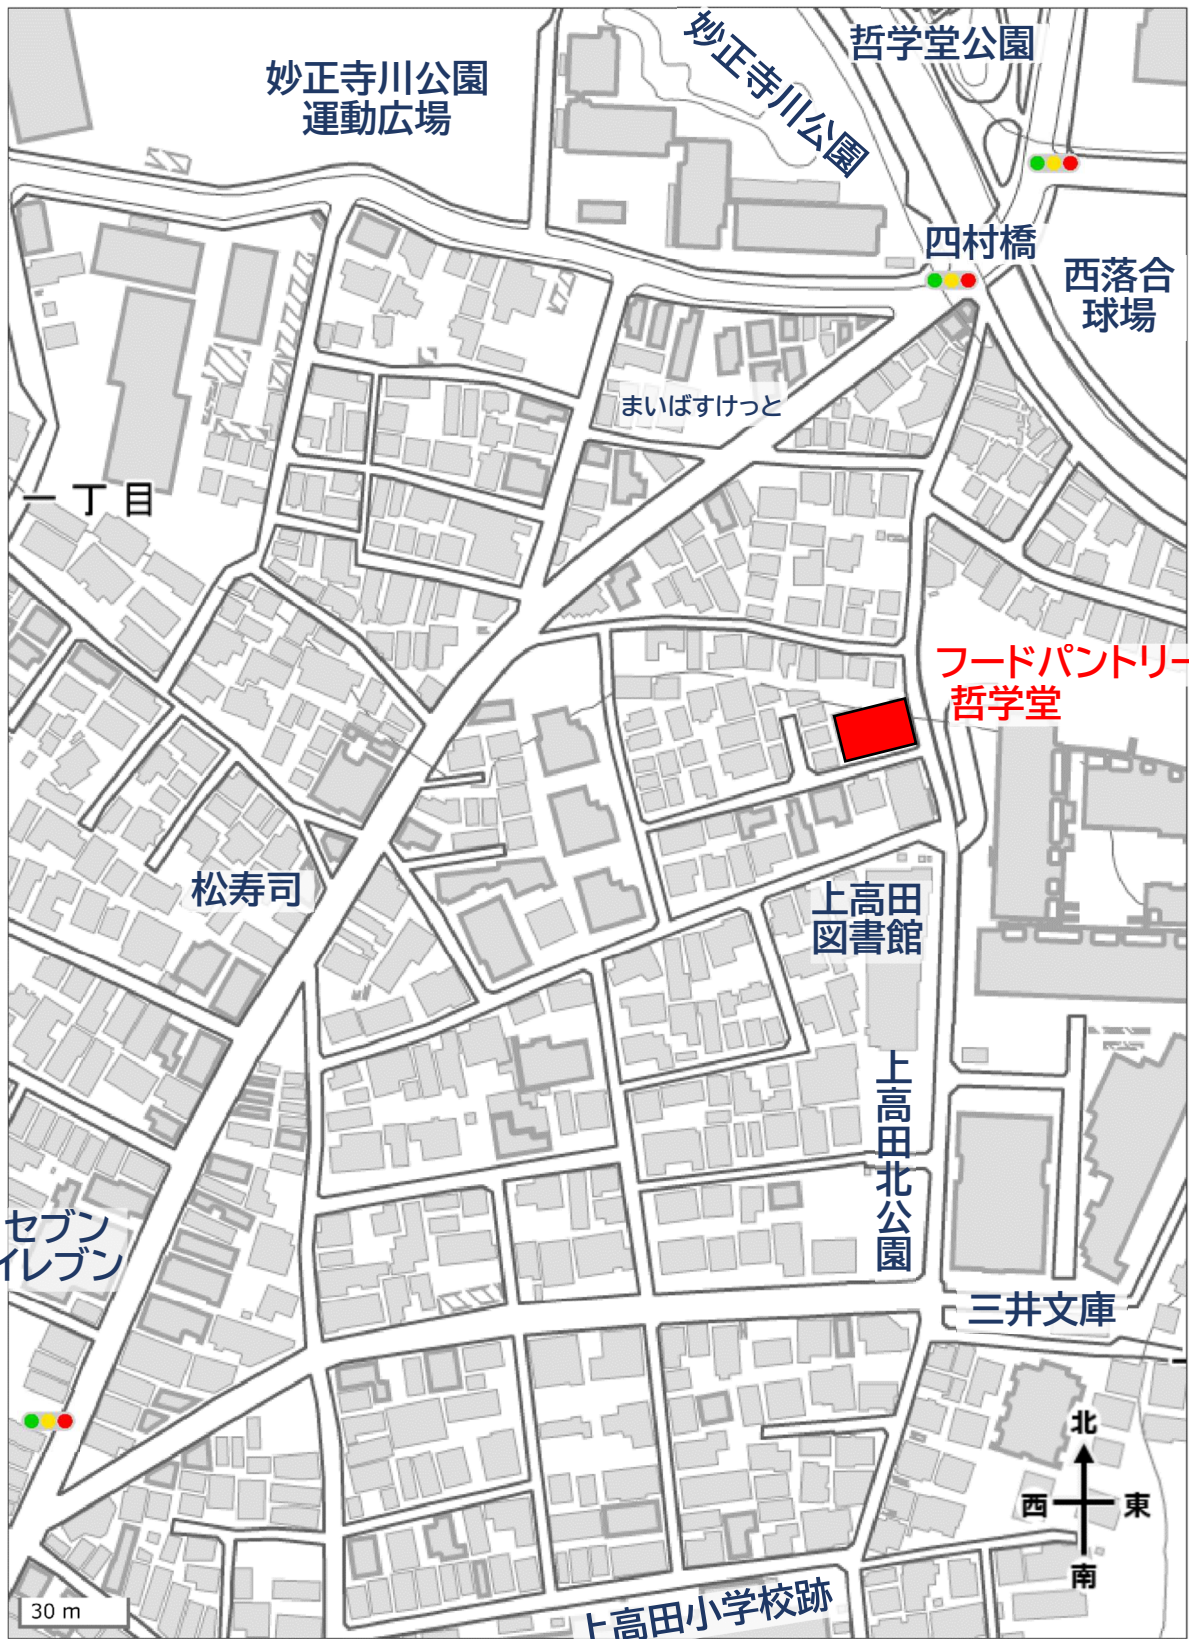 哲学堂公園
妙正寺川公園
妙正寺川公園
運動広場
四村橋
西落合
球場
まいばすけっと
一丁目
フードパントリー
哲学堂
松寿司
上高田
図書館
上高田北公園
セブン
イレブン
三井文庫
北
西
東
南
上高田小学校跡
30 m